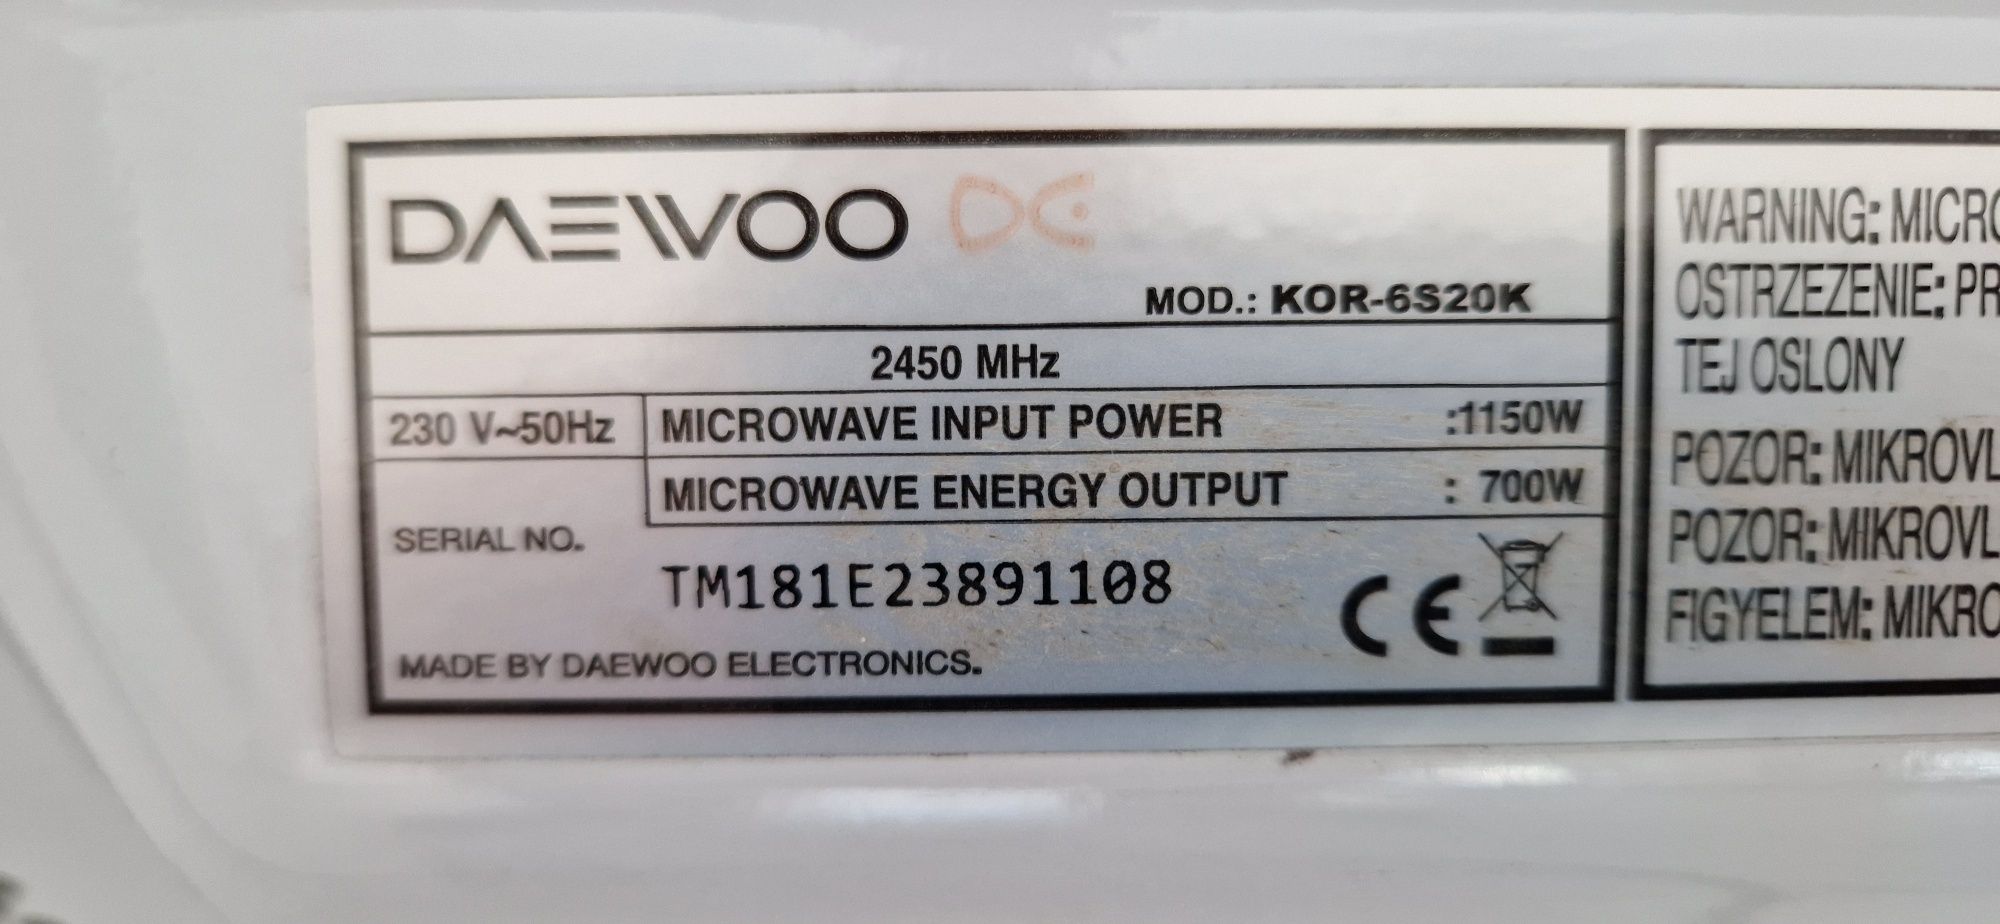 DAEWOO
MOD.: KOR-6S20K
2450 MHz
230 V~50Hz
MICROWAVE INPUT POWER :1150W
MICROWAVE ENERGY OUTPUT : 700W
SERIAL NO.
TM181E23891108
CE
MADE BY DAEWOO ELECTRONICS.
WARNING: MICRO
OSTRZEZENIE: PR
TEJ OSLONY
POZOR: MIKROVL
POZOR: MIKROVL
FIGYELEM: MIKRO